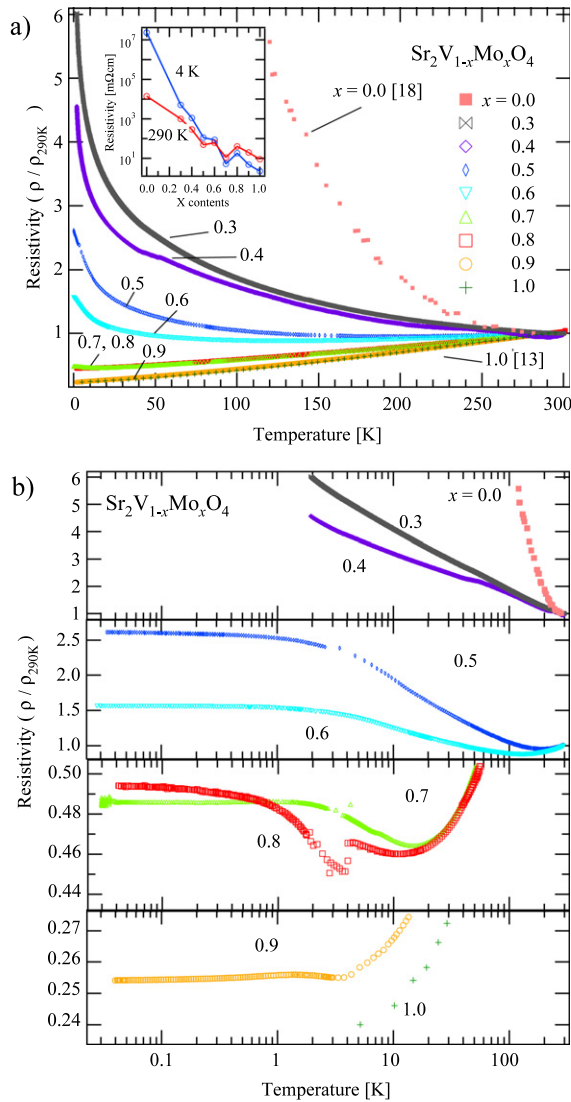 a)
Sr2V1-xMoxO4
Resistivity ( ρ / ρ290K )
6
5
4
3
2
1
Resistivity [mΩcm]
10^7
10^5
10^3
10^1
4 K
290 K
0.0 0.2 0.4 0.6 0.8 1.0
X contents
x = 0.0 [18]
x = 0.0
0.3
0.4
0.5
0.6
0.7
0.8
0.9
1.0
0.3
0.4
0.5
0.6
0.7, 0.8
0.9
1.0 [13]
0 50 100 150 200 250 300
Temperature [K]
b)
Sr2V1-xMoxO4
x = 0.0
0.3
0.4
6
5
4
3
2
1
0.5
0.6
2.5
2.0
1.5
1.0
Resistivity ( ρ / ρ290K )
0.50
0.48
0.46
0.44
0.7
0.8
0.27
0.26
0.25
0.24
0.9
1.0
0.1 1 10 100
Temperature [K]